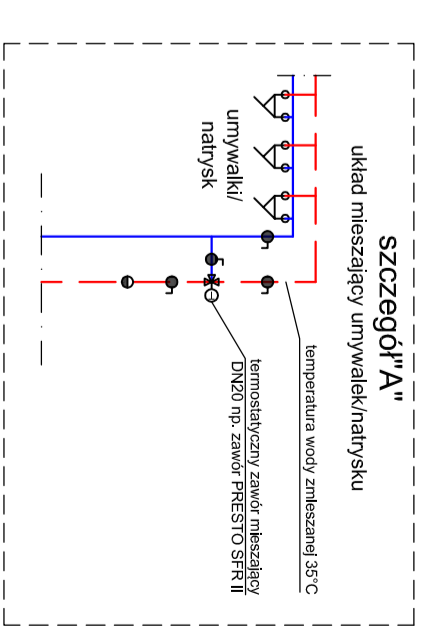 szczegół"A"
układ mieszający umywalek/natrysku
temperatura wody zmieszanej 35°C
termostatyczny zawór mieszający
DN20 np. zawór PRESTO SFR II
umywalki/
natrysk